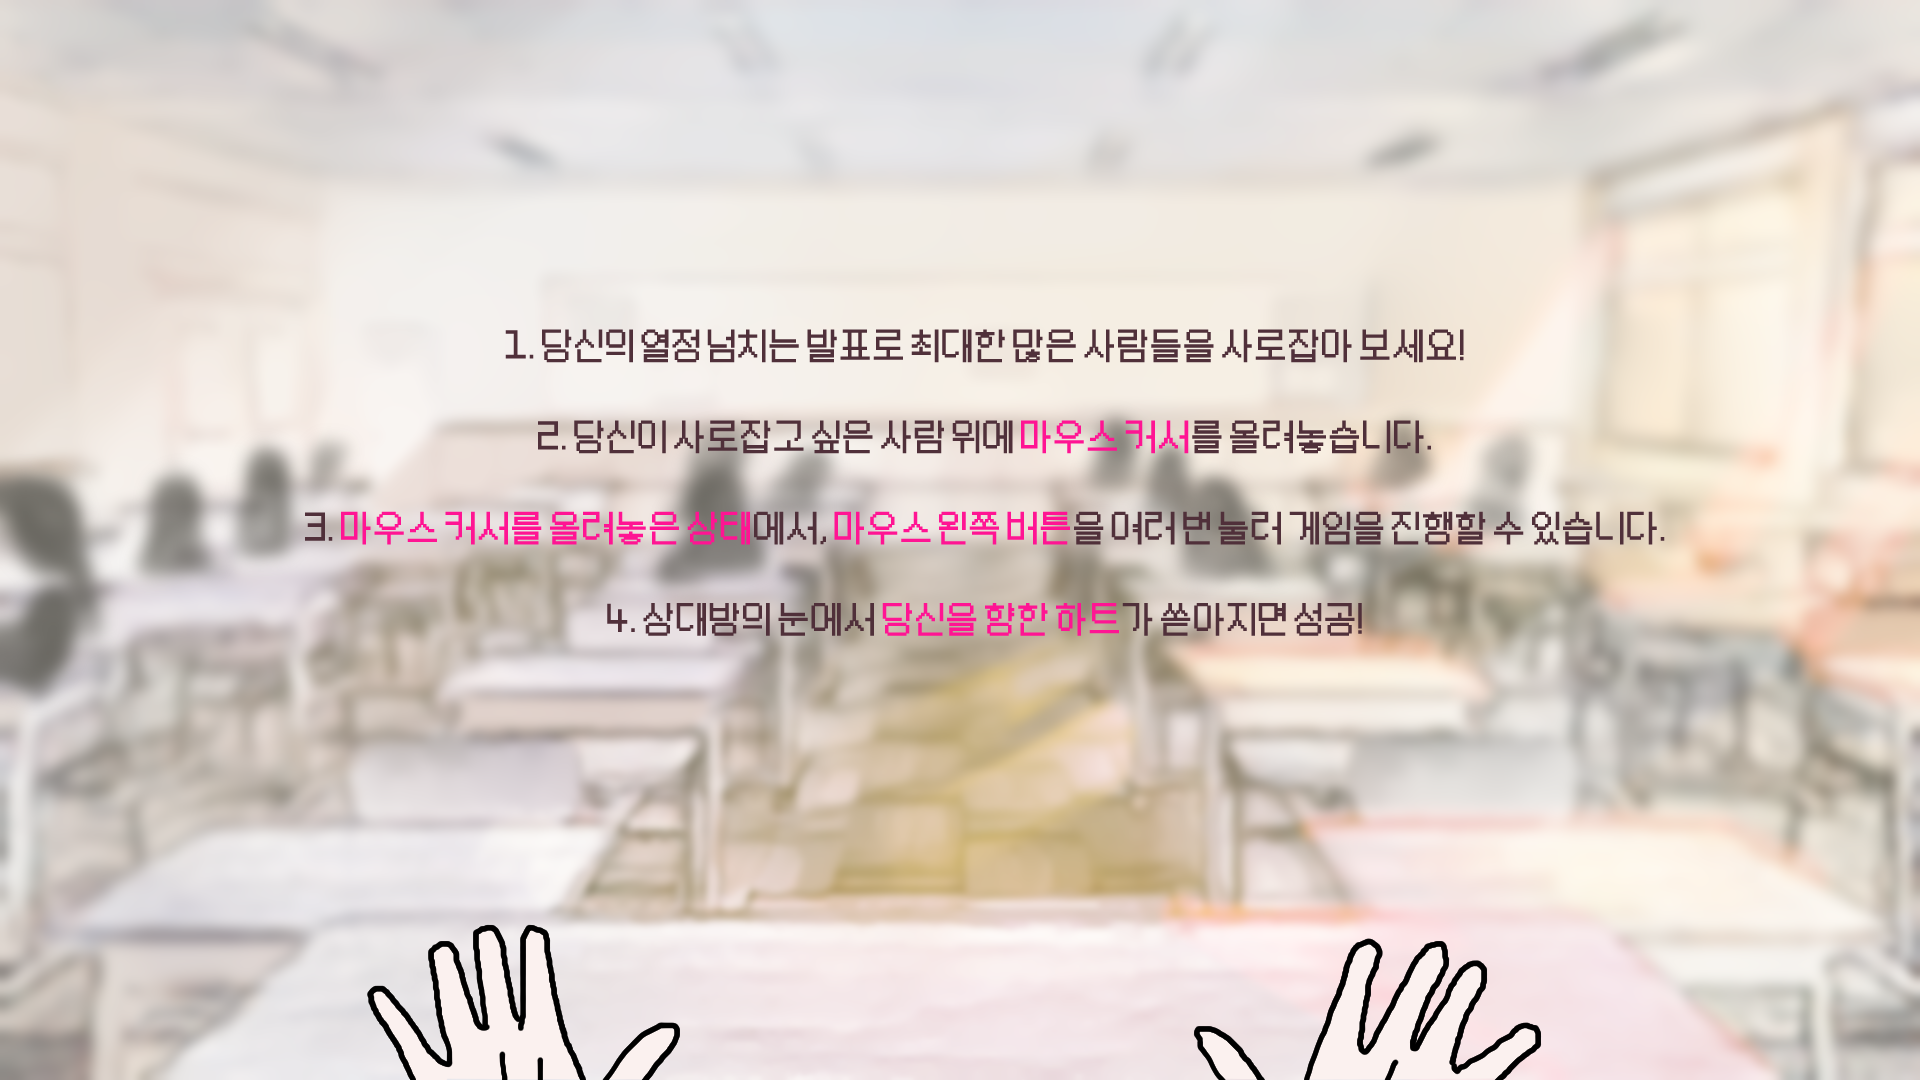 1. 당신의 열정 넘치는 발표로 최대한 많은 사람들을 사로잡아 보세요!
2. 당신이 사로잡고 싶은 사람 위에 마우스 커서를 올려놓습니다.
3. 마우스 커서를 올려놓은 상태에서, 마우스 왼쪽 버튼을 여러 번 눌러 게임을 진행할 수 있습니다.
4. 상대방의 눈에서 당신을 향한 하트가 쏟아지면 성공!